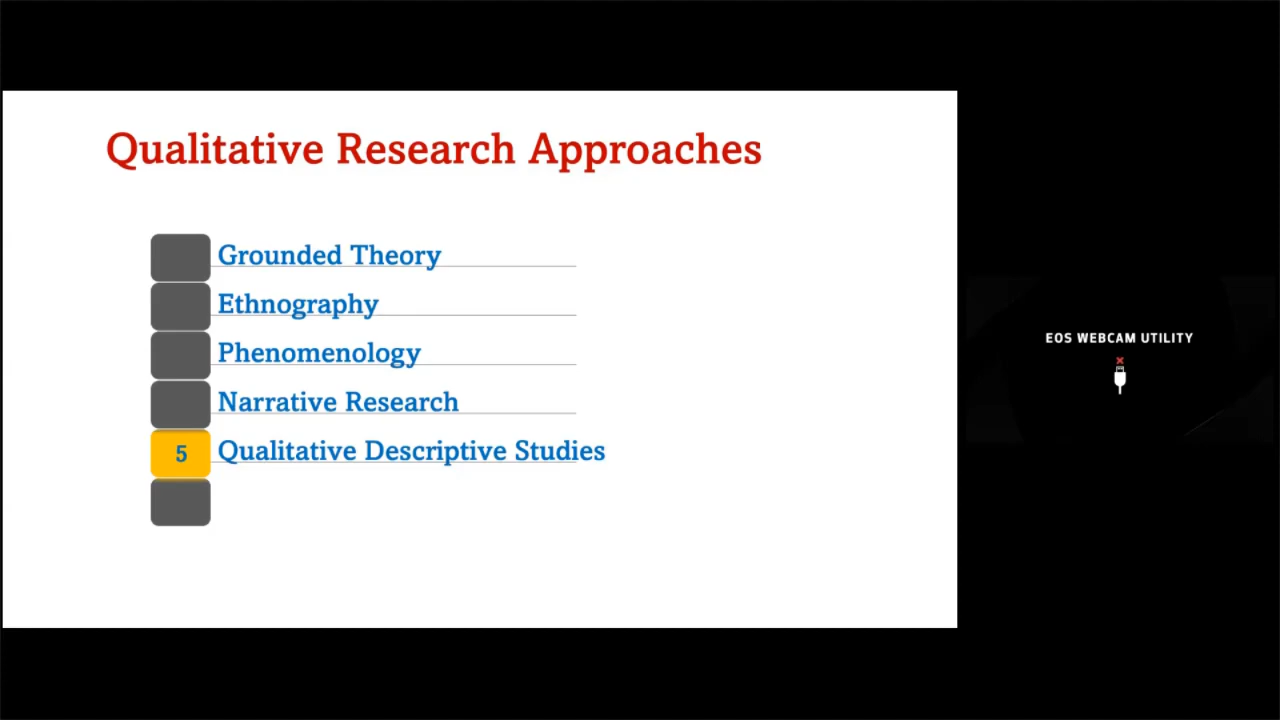 Qualitative Research Approaches
Grounded Theory
Ethnography
Phenomenology
Narrative Research
5 Qualitative Descriptive Studies
EOS WEBCAM UTILITY